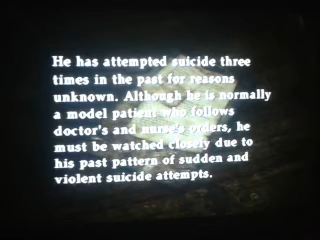 He has attempted suicide three
times in the past for reasons
unknown. Although he is normally
a model patient who follows
doctor's and nurse's orders, he
must be watched closely due to
his past pattern of sudden and
violent suicide attempts.